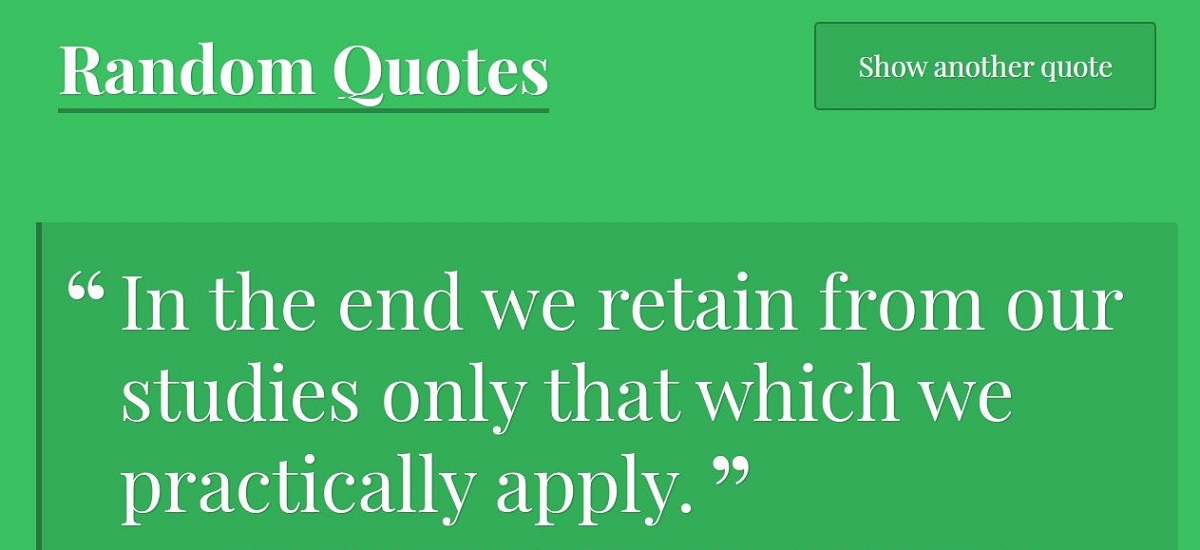 Random Quotes
Show another quote
“ In the end we retain from our
studies only that which we
practically apply. ”